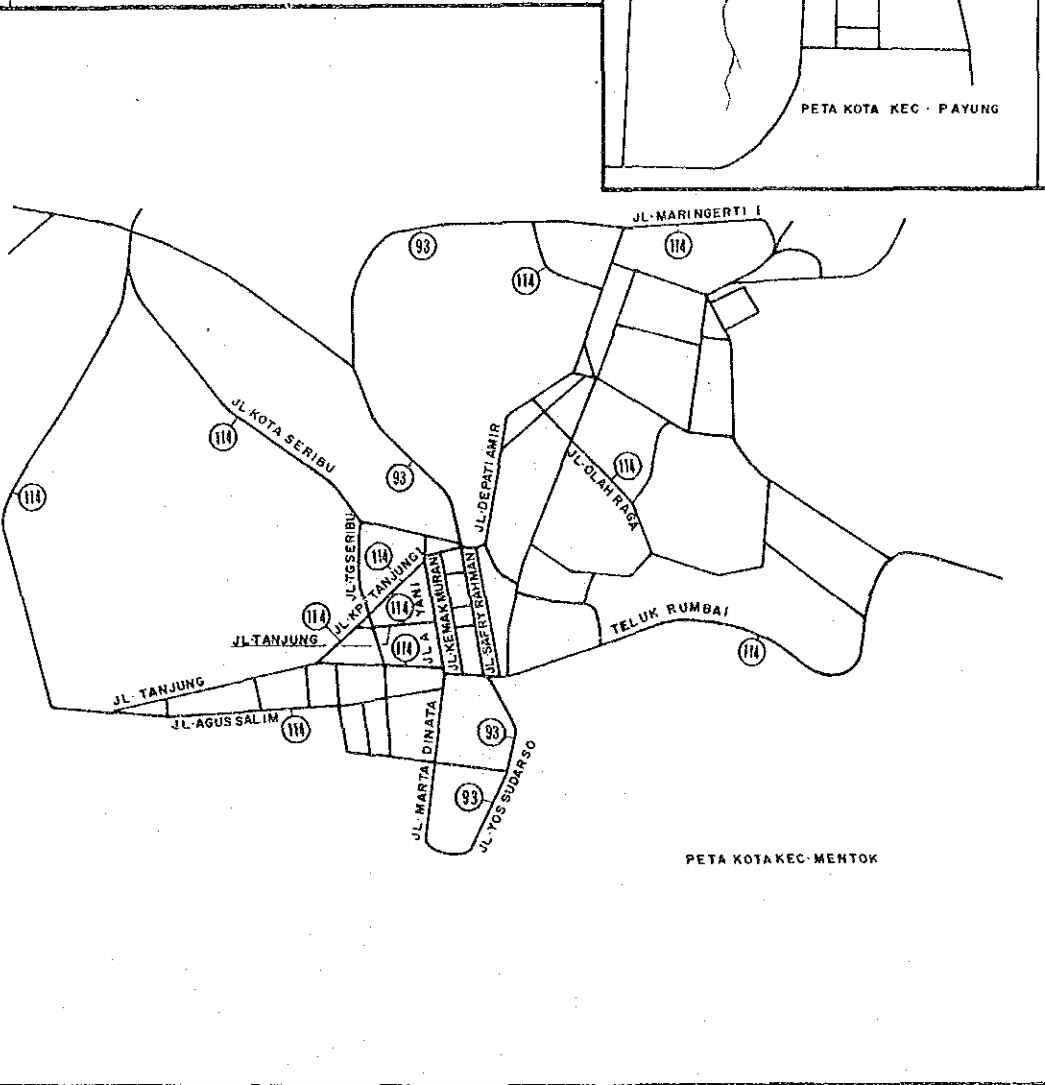 PETA KOTA KEC · PAYUNG
JL·MARINGERTI I
93
114
114
JL·KOTA SERIBU
114
93
JL·DEPATI AMIR
114
JL·OLAH RAGA
114
JL·TGSERIBU
114
JL·KP·TANJUNG I
114
JL·A YANI
JL·KEMAKMURAN
JL·SAFRY RAHMAN
114
JL·TANJUNG
114
TELUK RUMBAI
114
JL·TANJUNG
JL·AGUS SALIM
114
JL·MARTA DINATA
93
93
JL·YOS SUDARSO
PETA KOTA KEC·MENTOK